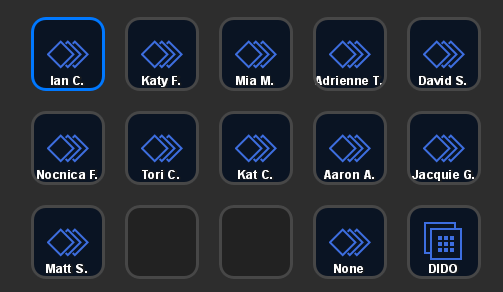 Ian C.
Katy F.
Mia M.
Adrienne T.
David S.
Nocnica F.
Tori C.
Kat C.
Aaron A.
Jacquie G.
Matt S.
None
DIDO